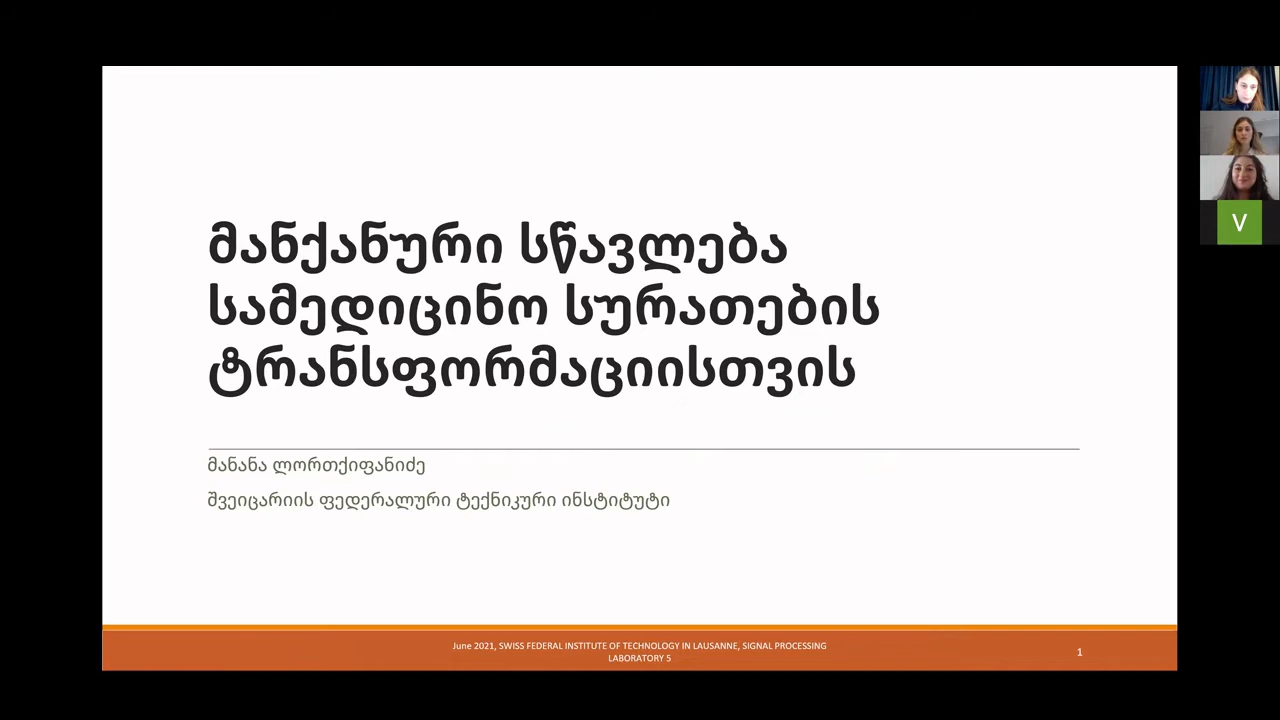 მანქანური სწავლება
სამედიცინო სურათების
ტრანსფორმაციისთვის
მანანა ლორთქიფანიძე
შვეიცარიის ფედერალური ტექნიკური ინსტიტუტი
June 2021, SWISS FEDERAL INSTITUTE OF TECHNOLOGY IN LAUSANNE, SIGNAL PROCESSING
LABORATORY 5
1
V